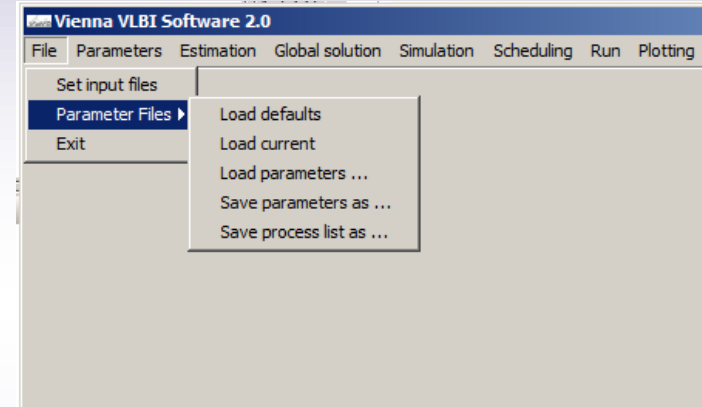 Vienna VLBI Software 2.0
File Parameters Estimation Global solution Simulation Scheduling Run Plotting
Set input files
Parameter Files
Exit
Load defaults
Load current
Load parameters ...
Save parameters as ...
Save process list as ...